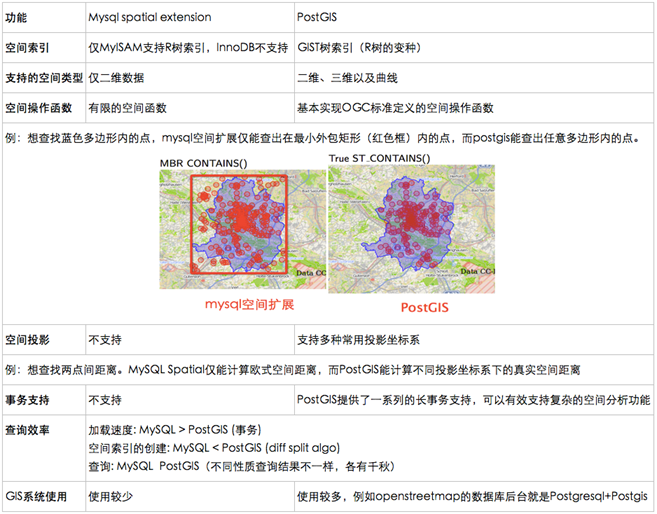 功能 Mysql spatial extension PostGIS
空间索引 仅MyISAM支持R树索引，InnoDB不支持 GIST树索引（R树的变种）
支持的空间类型 仅二维数据 二维、三维以及曲线
空间操作函数 有限的空间函数 基本实现OGC标准定义的空间操作函数
例：想查找蓝色多边形内的点，mysql空间扩展仅能查出在最小外包矩形（红色框）内的点，而postgis能查出任意多边形内的点。
MBR CONTAINS() True ST_CONTAINS()
Data CC-
Data CC-
mysql空间扩展 PostGIS
空间投影 不支持 支持多种常用投影坐标系
例：想查找两点间距离。MySQL Spatial仅能计算欧式空间距离，而PostGIS能计算不同投影坐标系下的真实空间距离
事务支持 不支持 PostGIS提供了一系列的长事务支持，可以有效支持复杂的空间分析功能
查询效率 加载速度: MySQL > PostGIS (事务)
空间索引的创建: MySQL < PostGIS (diff split algo)
查询: MySQL PostGIS（不同性质查询结果不一样，各有千秋）
GIS系统使用 使用较少 使用较多，例如openstreetmap的数据库后台就是Postgresql+Postgis